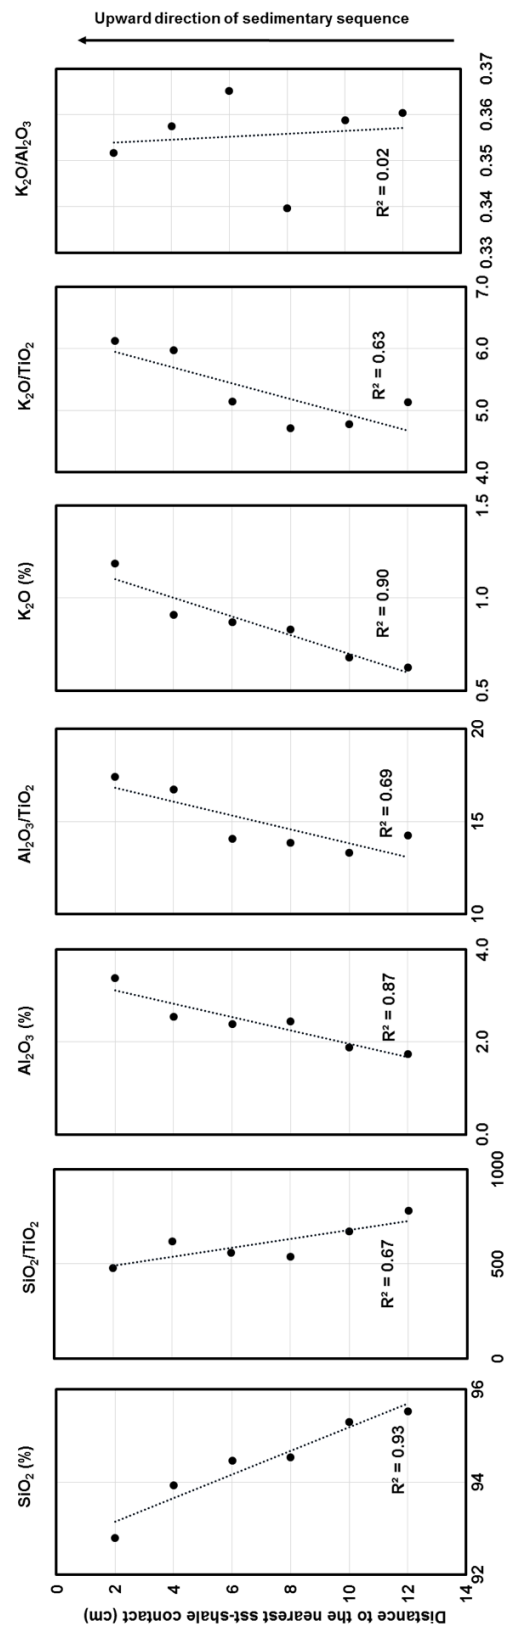 Upward direction of sedimentary sequence
K₂O/Al₂O₃
R² = 0.02
0.33 0.34 0.35 0.36 0.37
K₂O/TiO₂
R² = 0.63
4.0 5.0 6.0 7.0
K₂O (%)
R² = 0.90
0.5 1.0 1.5
Al₂O₃/TiO₂
R² = 0.69
10 15 20
Al₂O₃ (%)
R² = 0.87
0.0 2.0 4.0
SiO₂/TiO₂
R² = 0.67
0 500 1000
SiO₂ (%)
R² = 0.93
92 94 96
0 2 4 6 8 10 12 14
Distance to the nearest sst-shale contact (cm)